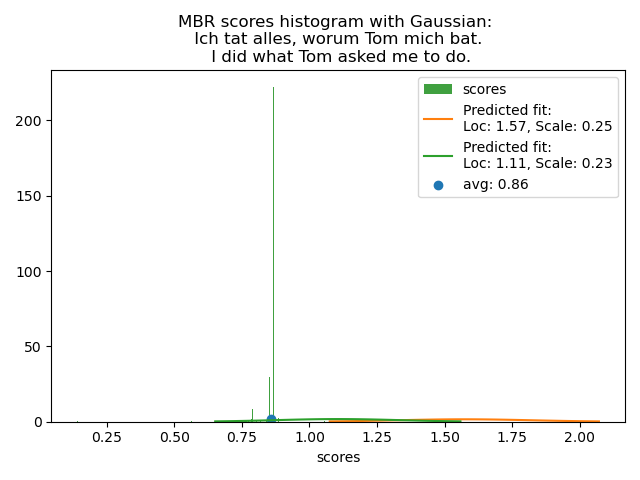 MBR scores histogram with Gaussian:
Ich tat alles, worum Tom mich bat.
I did what Tom asked me to do.
scores
Predicted fit:
Loc: 1.57, Scale: 0.25
Predicted fit:
Loc: 1.11, Scale: 0.23
avg: 0.86
200
150
100
50
0
0.25 0.50 0.75 1.00 1.25 1.50 1.75 2.00
scores